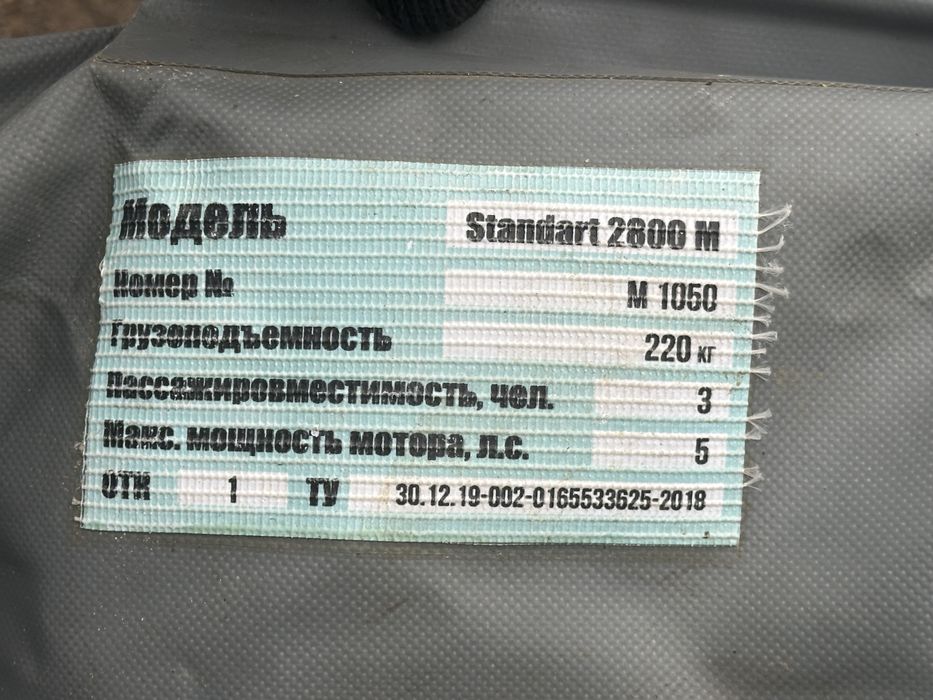 Модель Standart 2800 М
Номер № М 1050
Грузоподъемность 220 кг
Пассажировместимость, чел. 3
Макс. мощность мотора, л.с. 5
ОТК 1 ТУ 30.12.19-002-0165533625-2018